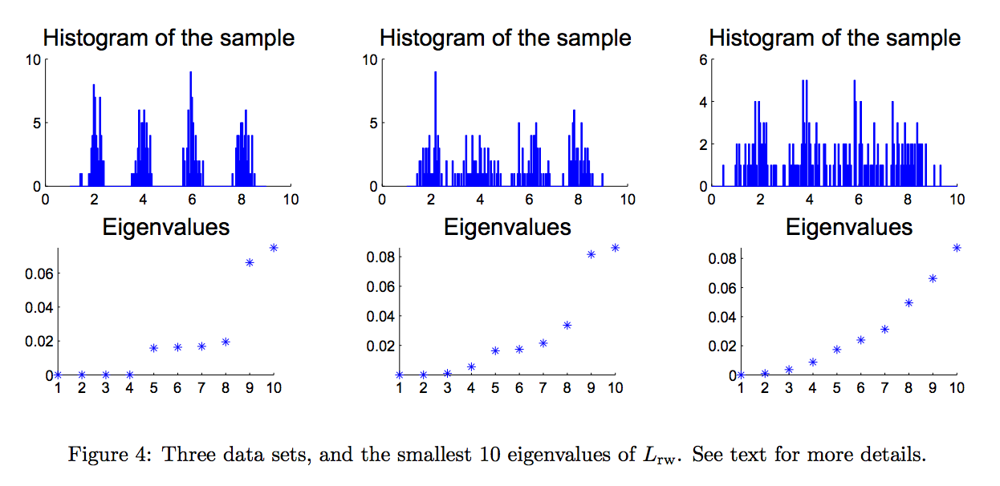 Histogram of the sample Histogram of the sample Histogram of the sample
10 10 6
5 5 4
2
0 0 0
0 2 4 6 8 10 0 2 4 6 8 10 0 2 4 6 8 10
Eigenvalues Eigenvalues Eigenvalues
0.06 0.08 0.08
0.04 0.06 0.06
0.02 0.04 0.04
0.02 0.02
0 0
1 2 3 4 5 6 7 8 9 10 1 2 3 4 5 6 7 8 9 10 1 2 3 4 5 6 7 8 9 10
Figure 4: Three data sets, and the smallest 10 eigenvalues of Lrw. See text for more details.